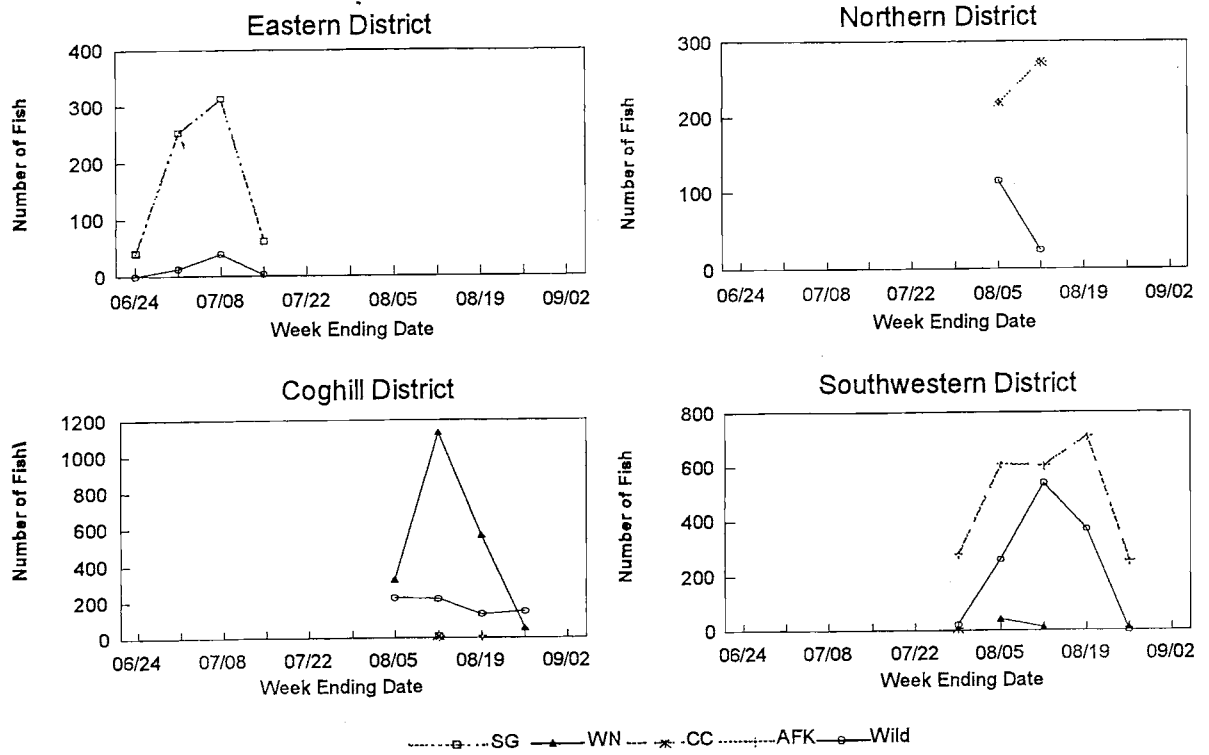 Eastern District
400
300
200
100
0
Number of Fish
06/24 07/08 07/22 08/05 08/19 09/02
Week Ending Date
Northern District
300
200
100
0
Number of Fish
06/24 07/08 07/22 08/05 08/19 09/02
Week Ending Date
Coghill District
1200
1000
800
600
400
200
0
Number of Fish\
06/24 07/08 07/22 08/05 08/19 09/02
Week Ending Date
Southwestern District
800
600
400
200
0
Number of Fish
06/24 07/08 07/22 08/05 08/19 09/02
Week Ending Date
SG WN CC AFK Wild